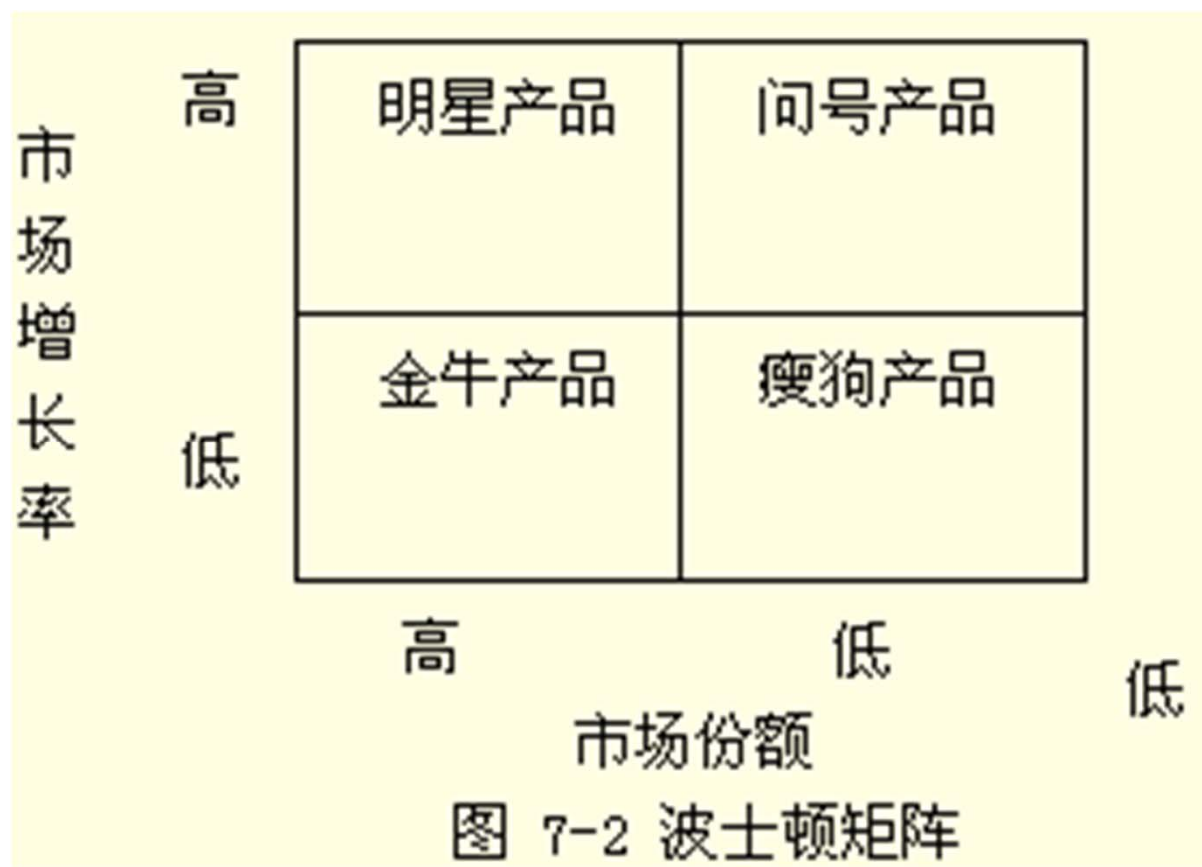 市场增长率
高
明星产品 问号产品
金牛产品 瘦狗产品
低
高 低
低
市场份额
图 7-2 波士顿矩阵